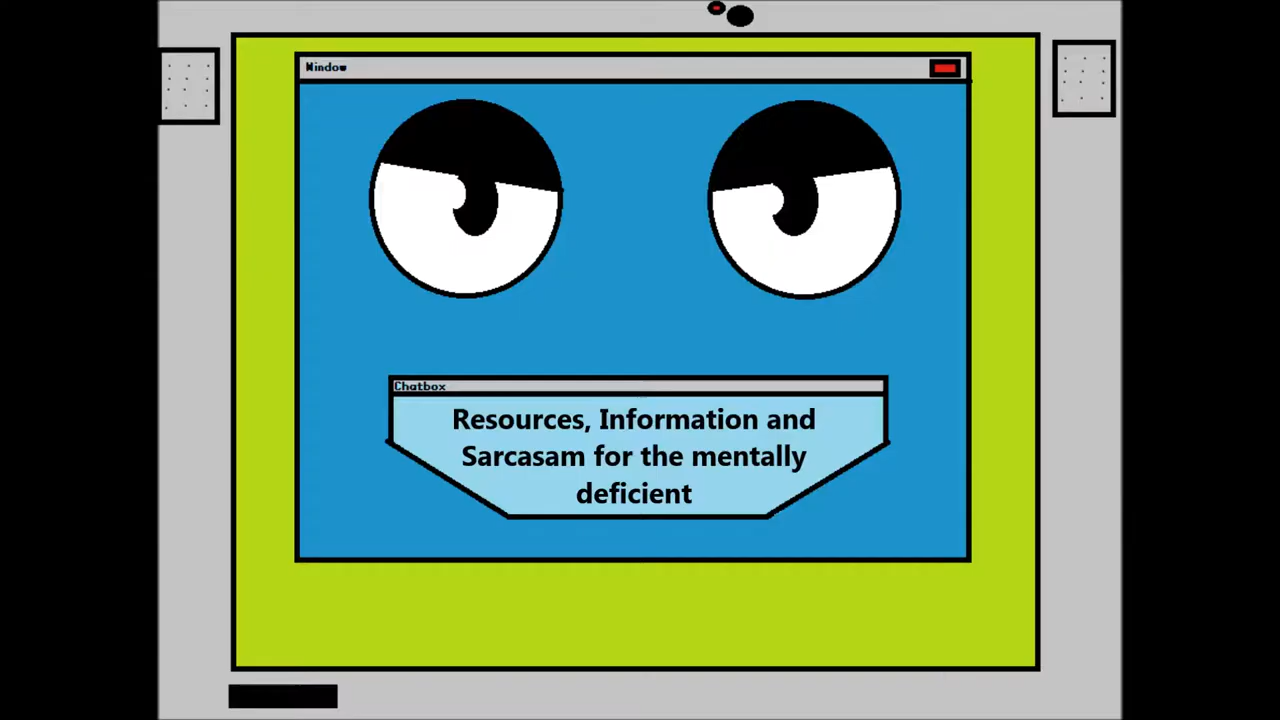 Window
Chatbox
Resources, Information and
Sarcasam for the mentally
deficient